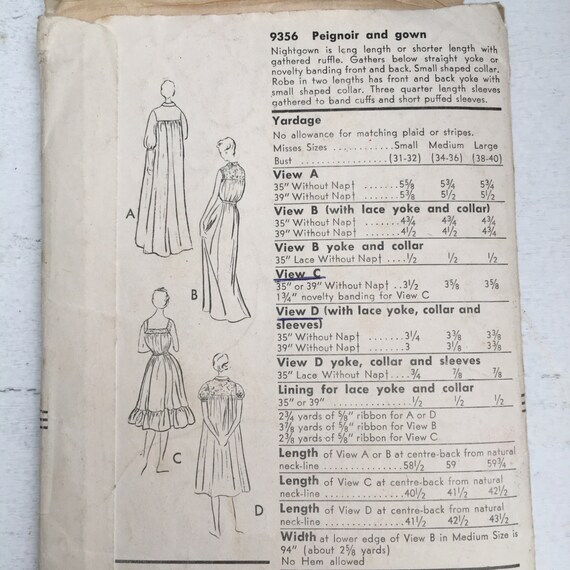 9356 Peignoir and gown
Nightgown is long length or shorter length with
gathered ruffle. Gathers below straight yoke or
novelty banding front and back. Small shaped collar.
Robe in two lengths has front and back yoke with
small shaped collar. Three quarter length sleeves
gathered to band cuffs and short puffed sleeves.
Yardage
No allowance for matching plaid or stripes.
Misses Sizes ........... Small Medium Large
Bust .................. (31-32) (34-36) (38-40)
View A
35" Without Nap† ....... 5⅝ 5¾ 5¾
39" Without Nap† ....... 5⅜ 5½ 5½
View B (with lace yoke and collar)
35" Without Nap† ....... 4¾ 4¾ 4¾
39" Without Nap† ....... 4½ 4½ 4¾
View B yoke and collar
35" Lace Without Nap† .... ½ ½ ½
View C
35" or 39" Without Nap† .. 3½ 3⅝ 3⅝
1¾" novelty banding for View C
View D (with lace yoke, collar and
sleeves)
35" Without Nap† ....... 3¼ 3⅜ 3⅜
39" Without Nap† ....... 3 3⅛ 3⅜
View D yoke, collar and sleeves
35" Lace Without Nap† .... ¾ ⅞ ⅞
Lining for lace yoke and collar
35" or 39" ............. ½ ½ ½
2¾ yards of ⅝" ribbon for A or D
3⅞ yards of ⅝" ribbon for View B
2⅞ yards of ⅝" ribbon for View C
Length of View A or B at centre-back from natural
neck-line ............... 58½ 59 59¾
Length of View C at centre-back from natural
neck-line ............... 40½ 41½ 42½
Length of View D at centre-back from natural
neck-line ............... 41½ 42½ 43½
Width at lower edge of View B in Medium Size is
94" (about 2⅝ yards)
No Hem allowed
A
B
C
D